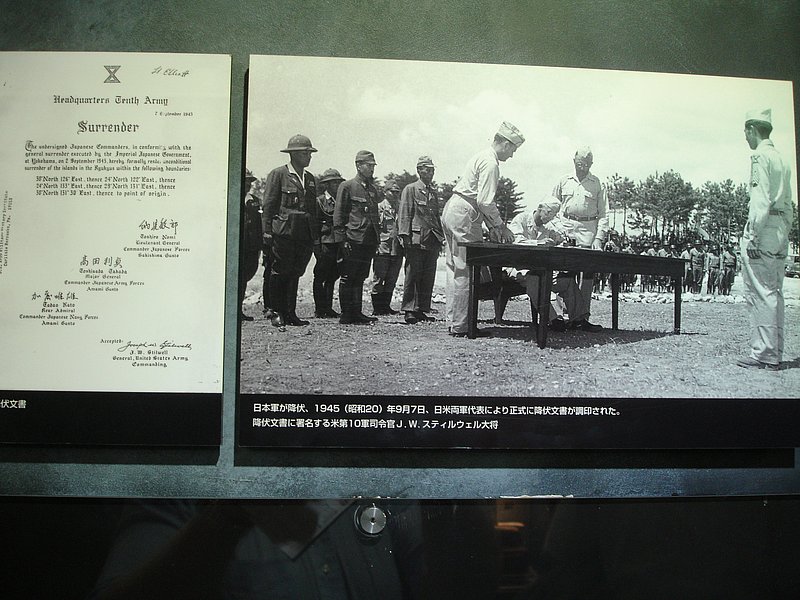 Lt Elliott
Headquarters Tenth Army
7 September 1945
Surrender
The undersigned Japanese Commanders, in conformity with the
general surrender executed by the Imperial Japanese Government,
at Yokohama, on 2 September 1945, hereby formally render unconditional
surrender of the islands in the Ryukyus within the following boundaries:
30° North 126° East, thence 24° North 122° East, thence
24° North 133° East, thence 29° North 131° East, thence
30° North 131° 30' East, thence to point of origin.
納見敏郎
Toshiro Nomi
Lieutenant General
Commander Japanese Forces
Sakishima Gunto
高田利貞
Toshisada Takada
Major General
Commander Japanese Army Forces
Amami Gunto
加藤唯雄
Tadao Kato
Rear Admiral
Commander Japanese Navy Forces
Amami Gunto
Accepted:
Joseph W. Stilwell
J. W. Stilwell
General, United States Army
Commanding.
伏文書
日本軍が降伏、1945(昭和20)年9月7日、日米両軍代表により正式に降伏文書が調印された。
降伏文書に署名する米第10軍司令官J.W.スティルウェル大将